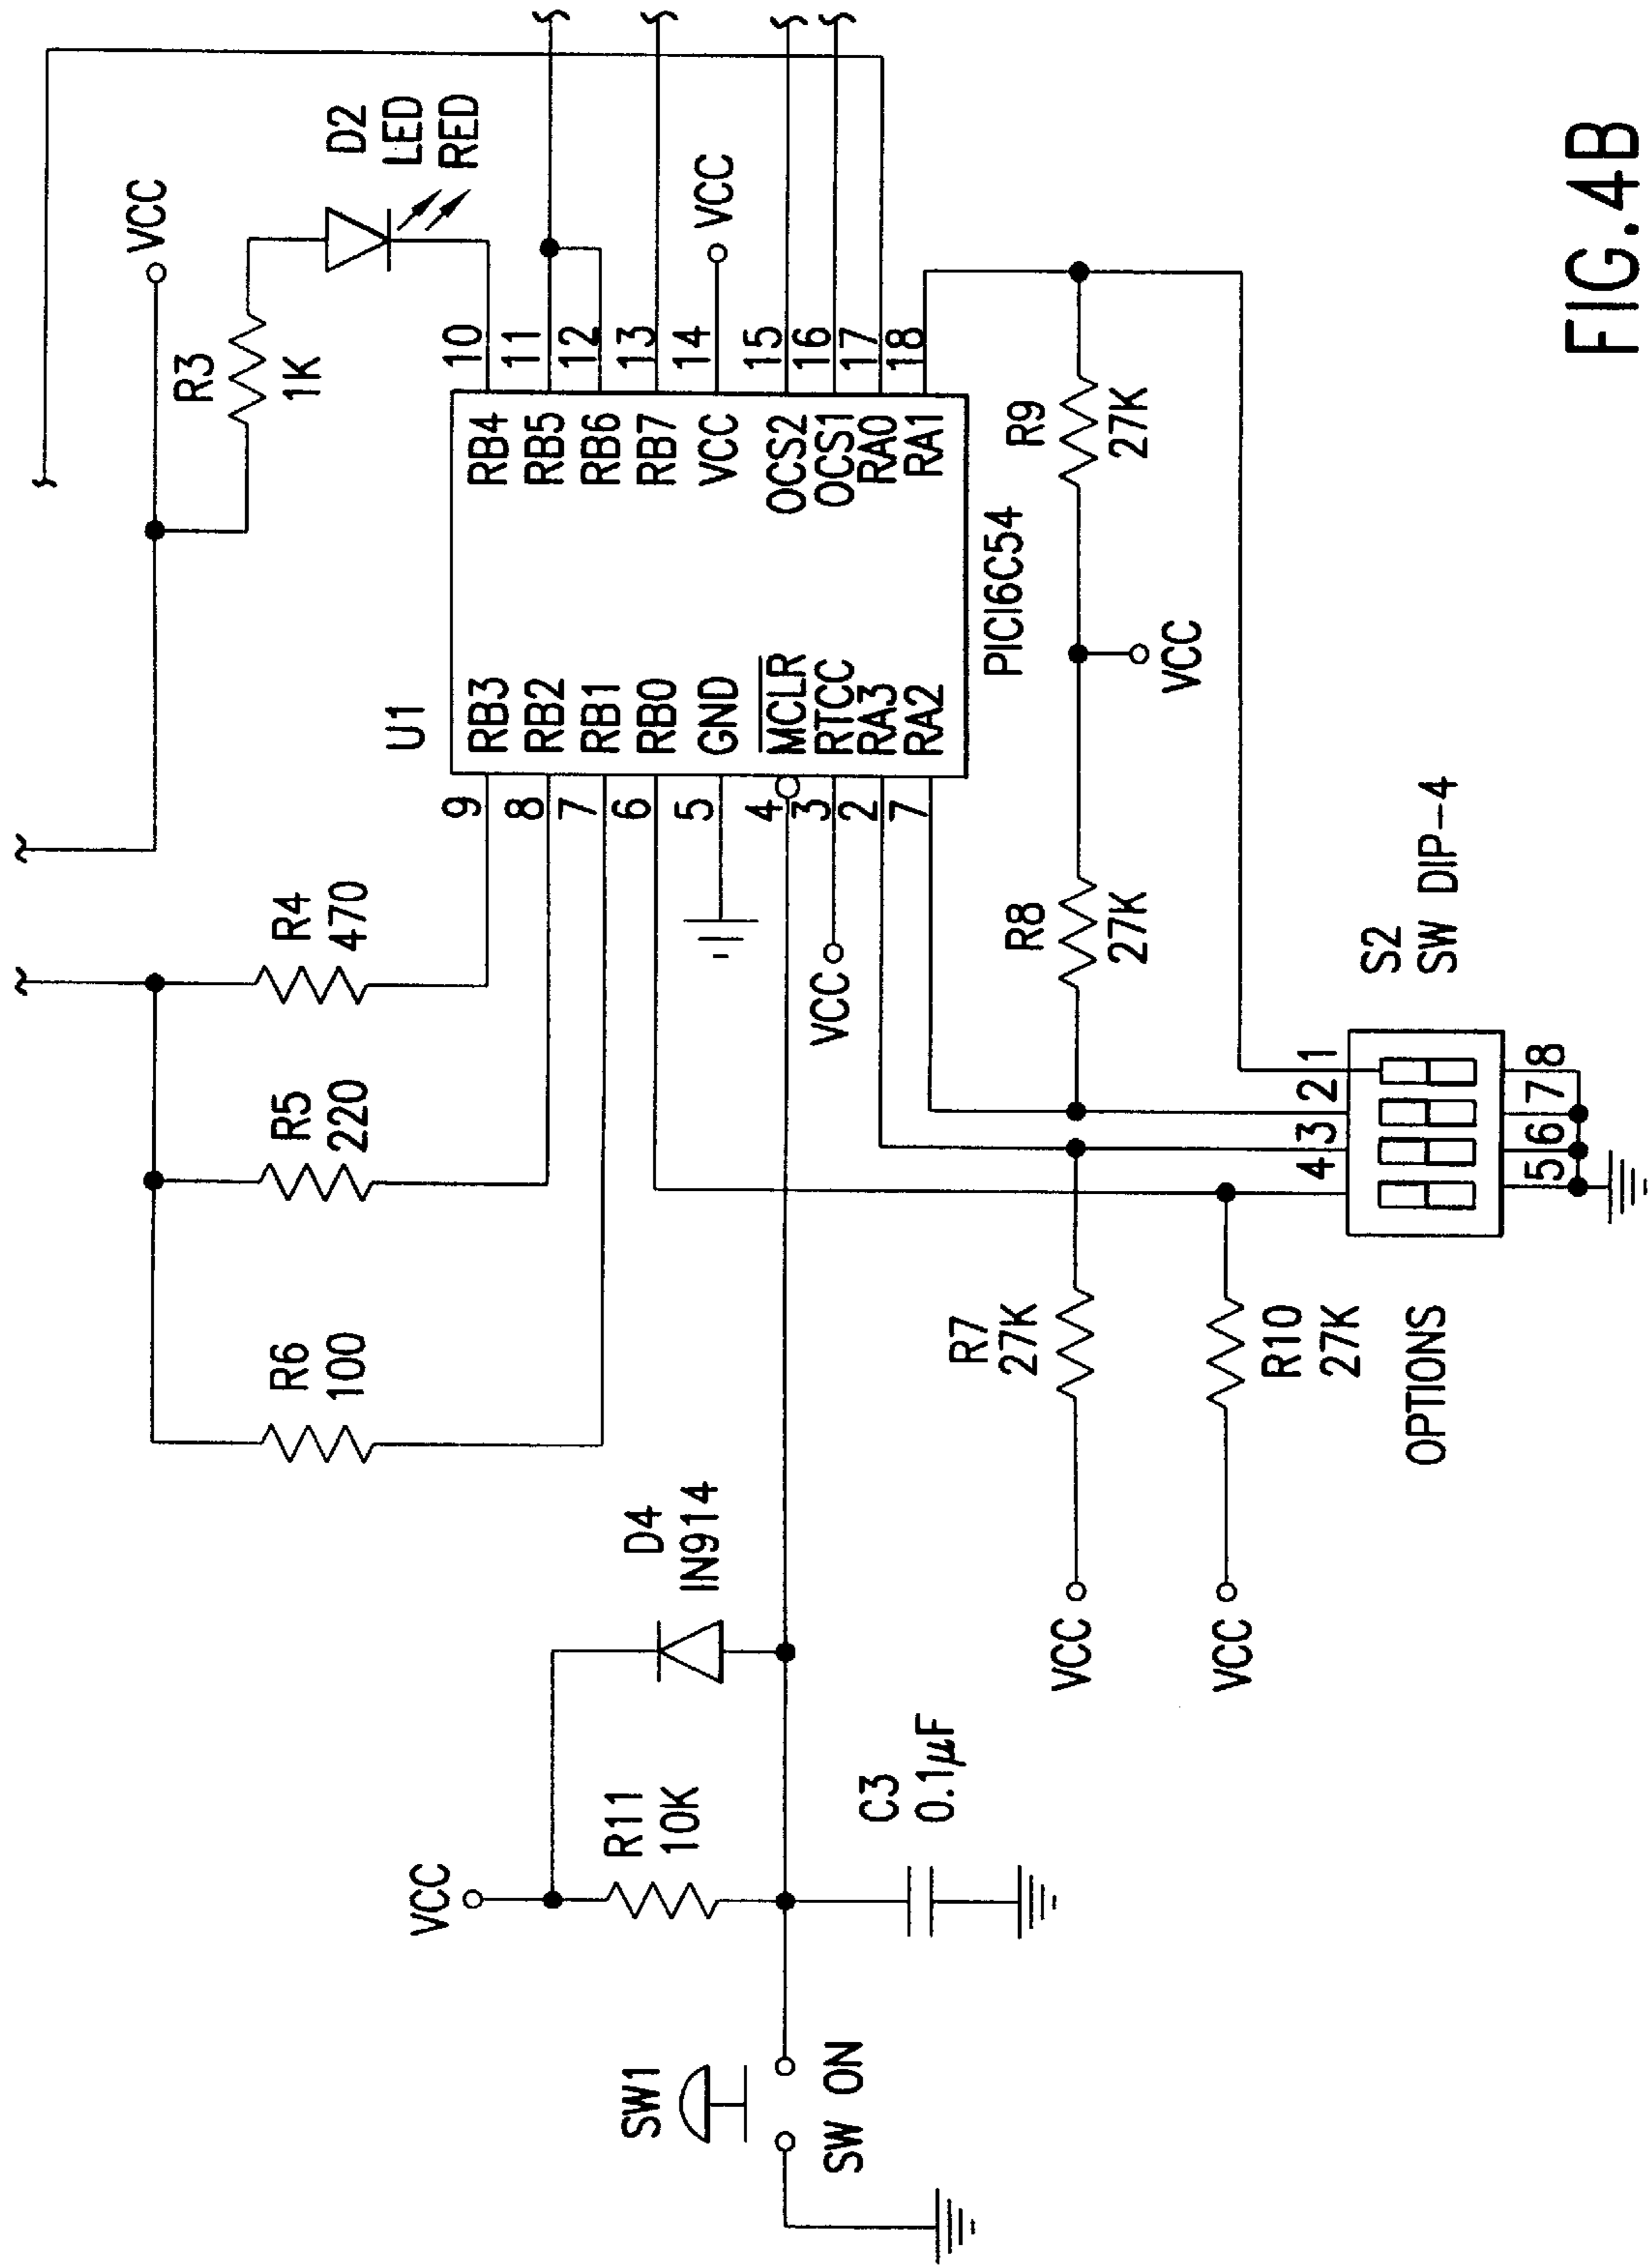 VCC
R3
1K
D2
LED
RED
R4
470
R5
220
R6
100
U1
9
RB3
RB4
10
8
RB2
RB5
11
7
RB1
RB6
12
6
RB0
RB7
13
5
GND
VCC
14
VCC
4
MCLR
OCS2
15
3
RTCC
OCS1
16
2
RA3
RA0
17
7
RA2
RA1
18
VCC
PIC16C54
D4
IN914
VCC
R11
10K
C3
0.1µF
SW1
SW ON
R8
27K
R9
27K
VCC
R7
27K
VCC
R10
27K
VCC
OPTIONS
4
3
2
1
5
6
7
8
S2
SW DIP-4
FIG.4B